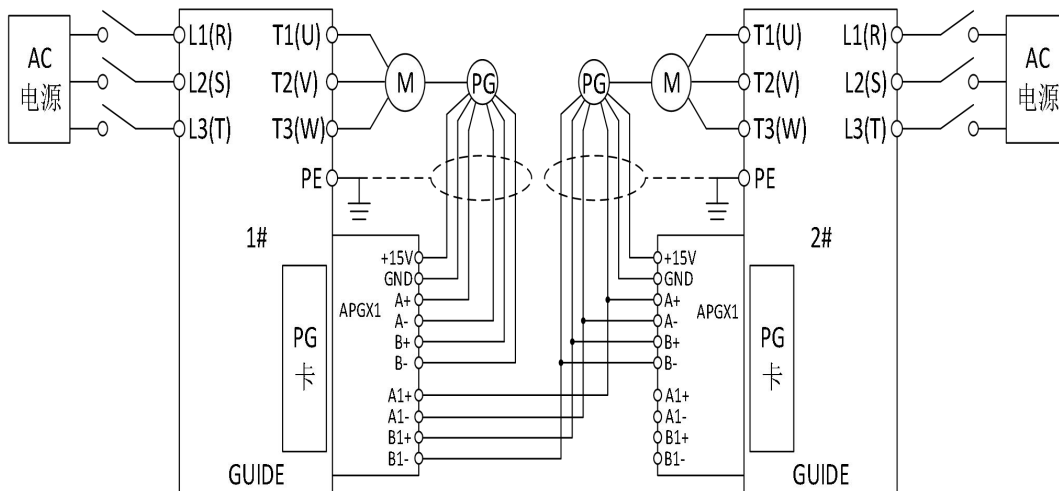 AC
电源
L1(R)
L2(S)
L3(T)
T1(U)
T2(V)
T3(W)
PE
M
PG
1#
PG
卡
APGX1
+15V
GND
A+
A-
B+
B-
A1+
A1-
B1+
B1-
GUIDE
PG
M
T1(U)
T2(V)
T3(W)
PE
L1(R)
L2(S)
L3(T)
AC
电源
2#
+15V
GND
A+
A-
B+
B-
A1+
A1-
B1+
B1-
APGX1
PG
卡
GUIDE